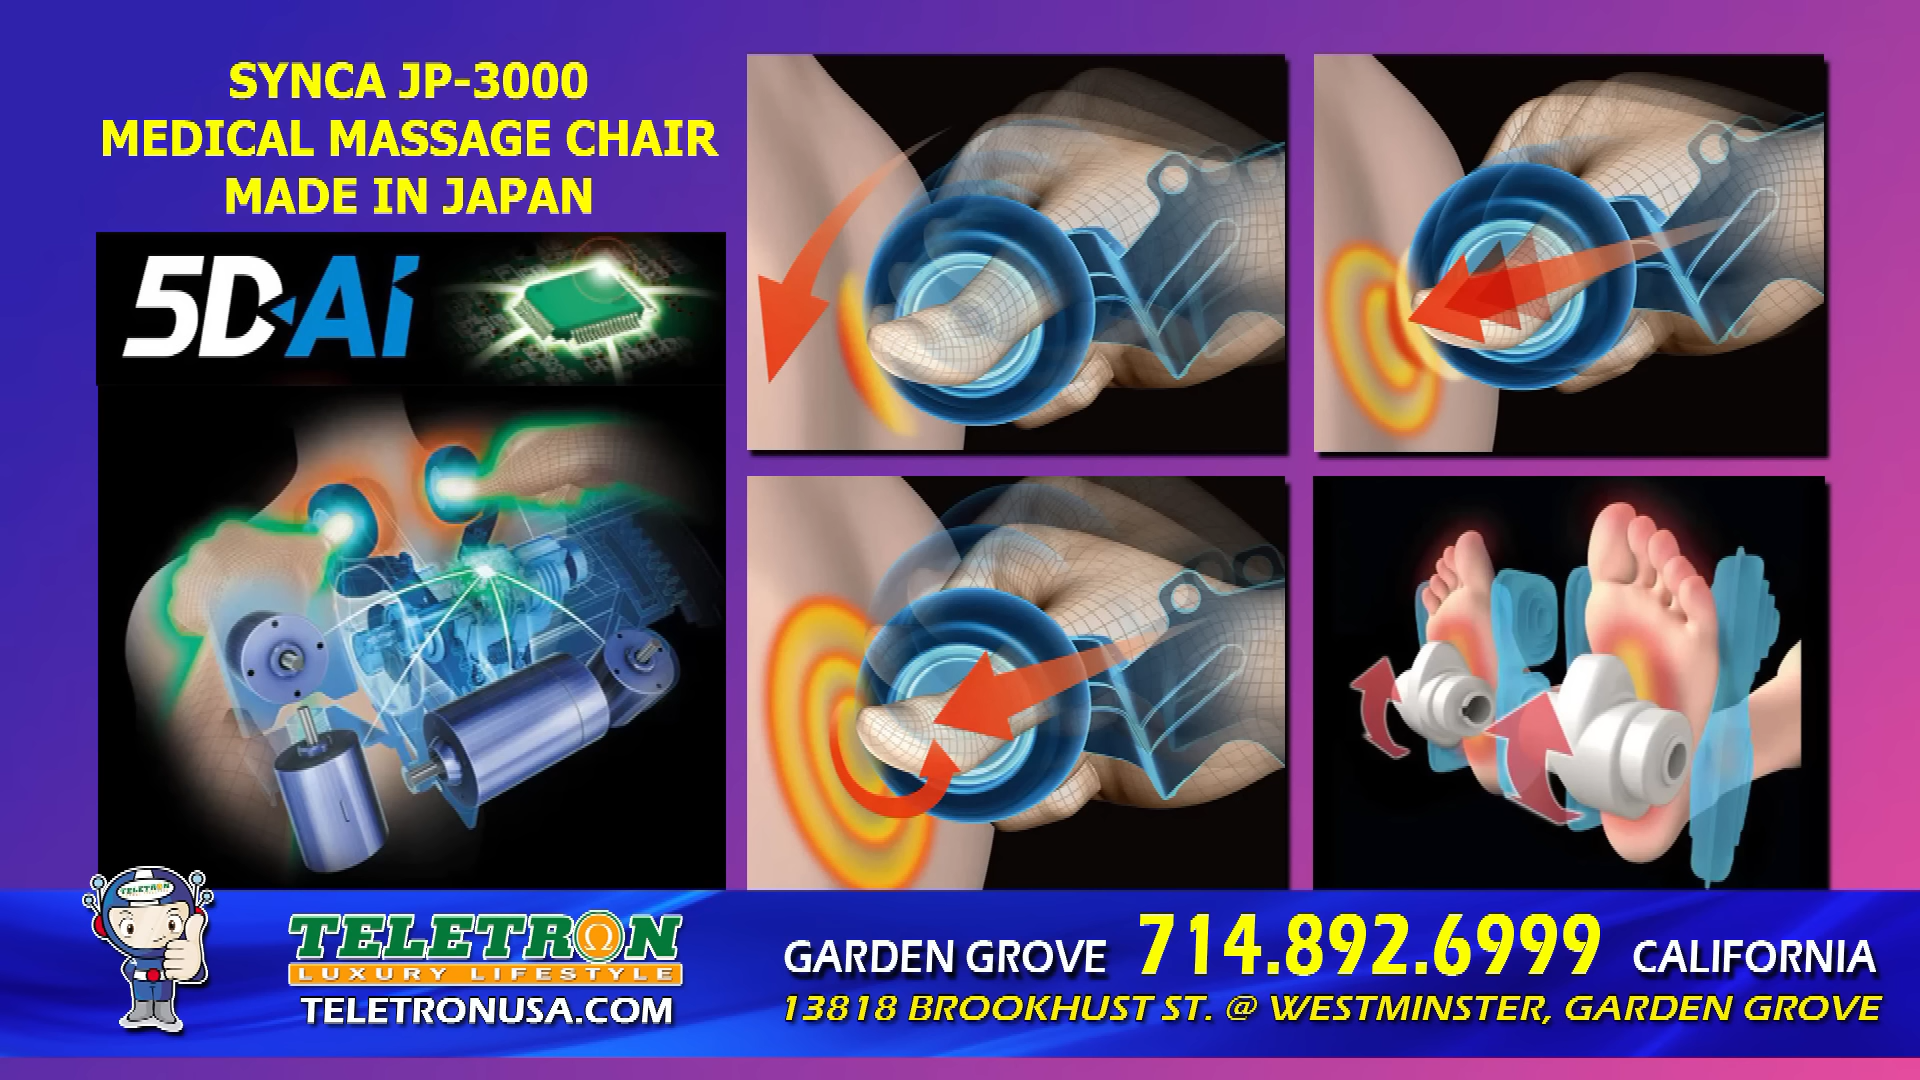 SYNCA JP-3000
MEDICAL MASSAGE CHAIR
MADE IN JAPAN
5D-Ai
TELETRON
TELETRON
LUXURY LIFESTYLE
TELETRONUSA.COM
GARDEN GROVE 714.892.6999 CALIFORNIA
13818 BROOKHUST ST. @ WESTMINSTER, GARDEN GROVE